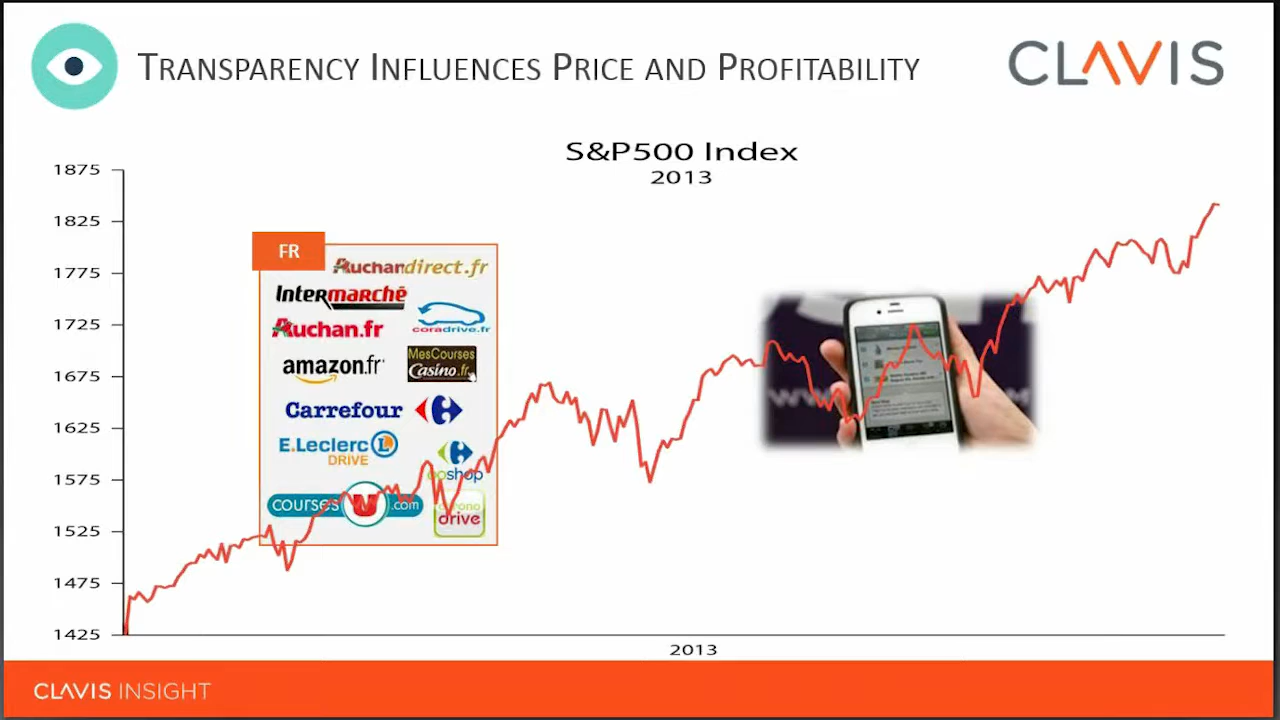 TRANSPARENCY INFLUENCES PRICE AND PROFITABILITY
CLAVIS
S&P500 Index
2013
1875
1825
1775
1725
1675
1625
1575
1525
1475
1425
FR
Auchandirect.fr
Intermarché
Auchan.fr
coradrive.fr
amazon.fr
MesCourses
Casino.fr
Carrefour
E.Leclerc
DRIVE
ooshop
courses U .com
chrono
drive
2013
CLAVIS INSIGHT